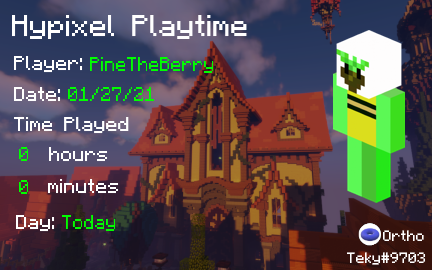 Hypixel Playtime
Player: PineTheBerry
Date: 01/27/21
Time Played
0 hours
0 minutes
Day: Today
Ortho
Teky#9703